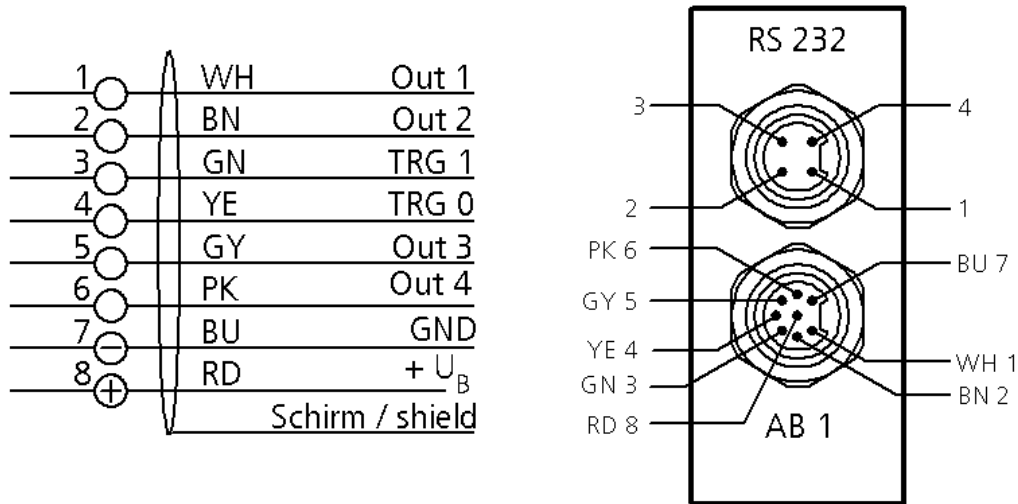 1 WH Out 1
2 BN Out 2
3 GN TRG 1
4 YE TRG 0
5 GY Out 3
6 PK Out 4
7 BU GND
8 RD + UB
Schirm / shield
RS 232
3 4
2 1
PK 6 BU 7
GY 5
YE 4 WH 1
GN 3 BN 2
RD 8 AB 1